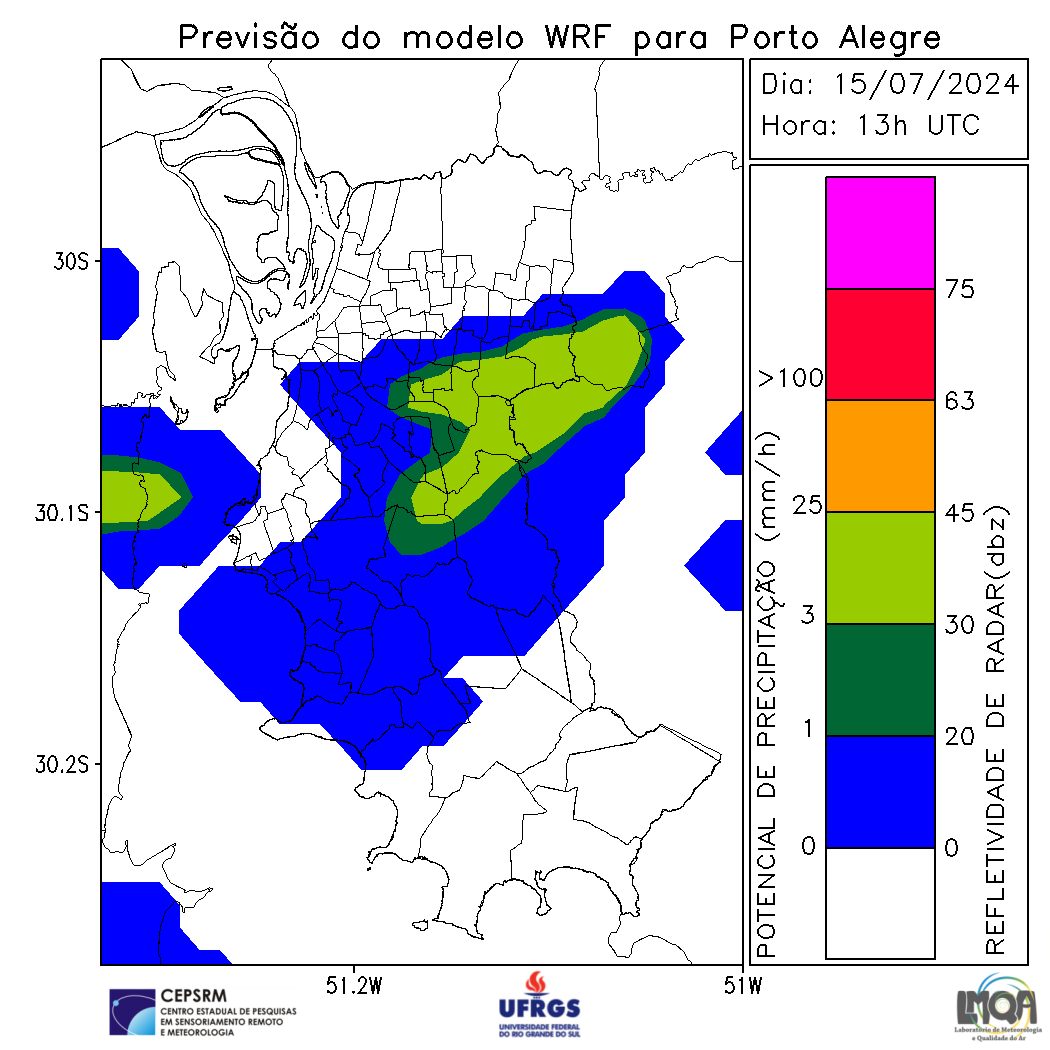 Previsão do modelo WRF para Porto Alegre
Dia: 15/07/2024
Hora: 13h UTC
30S
30.1S
30.2S
51.2W
51W
POTENCIAL DE PRECIPITAÇÃO (mm/h)
>100
25
3
1
0
75
63
45
30
20
0
REFLETIVIDADE DE RADAR(dbz)
CEPSRM
CENTRO ESTADUAL DE PESQUISAS
EM SENSORIAMENTO REMOTO
E METEOROLOGIA
UFRGS
UNIVERSIDADE FEDERAL
DO RIO GRANDE DO SUL
LMQA
Laboratório de Meteorologia
e Qualidade do Ar